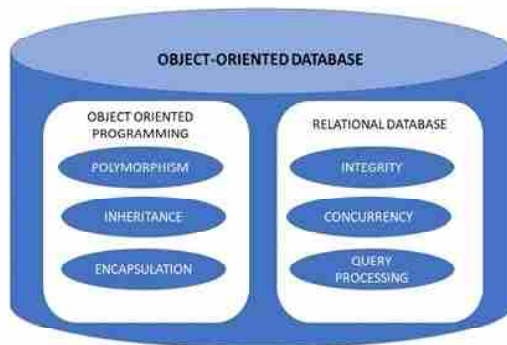 OBJECT-ORIENTED DATABASE
OBJECT ORIENTED
PROGRAMMING
POLYMORPHISM
INHERITANCE
ENCAPSULATION
RELATIONAL DATABASE
INTEGRITY
CONCURRENCY
QUERY
PROCESSING